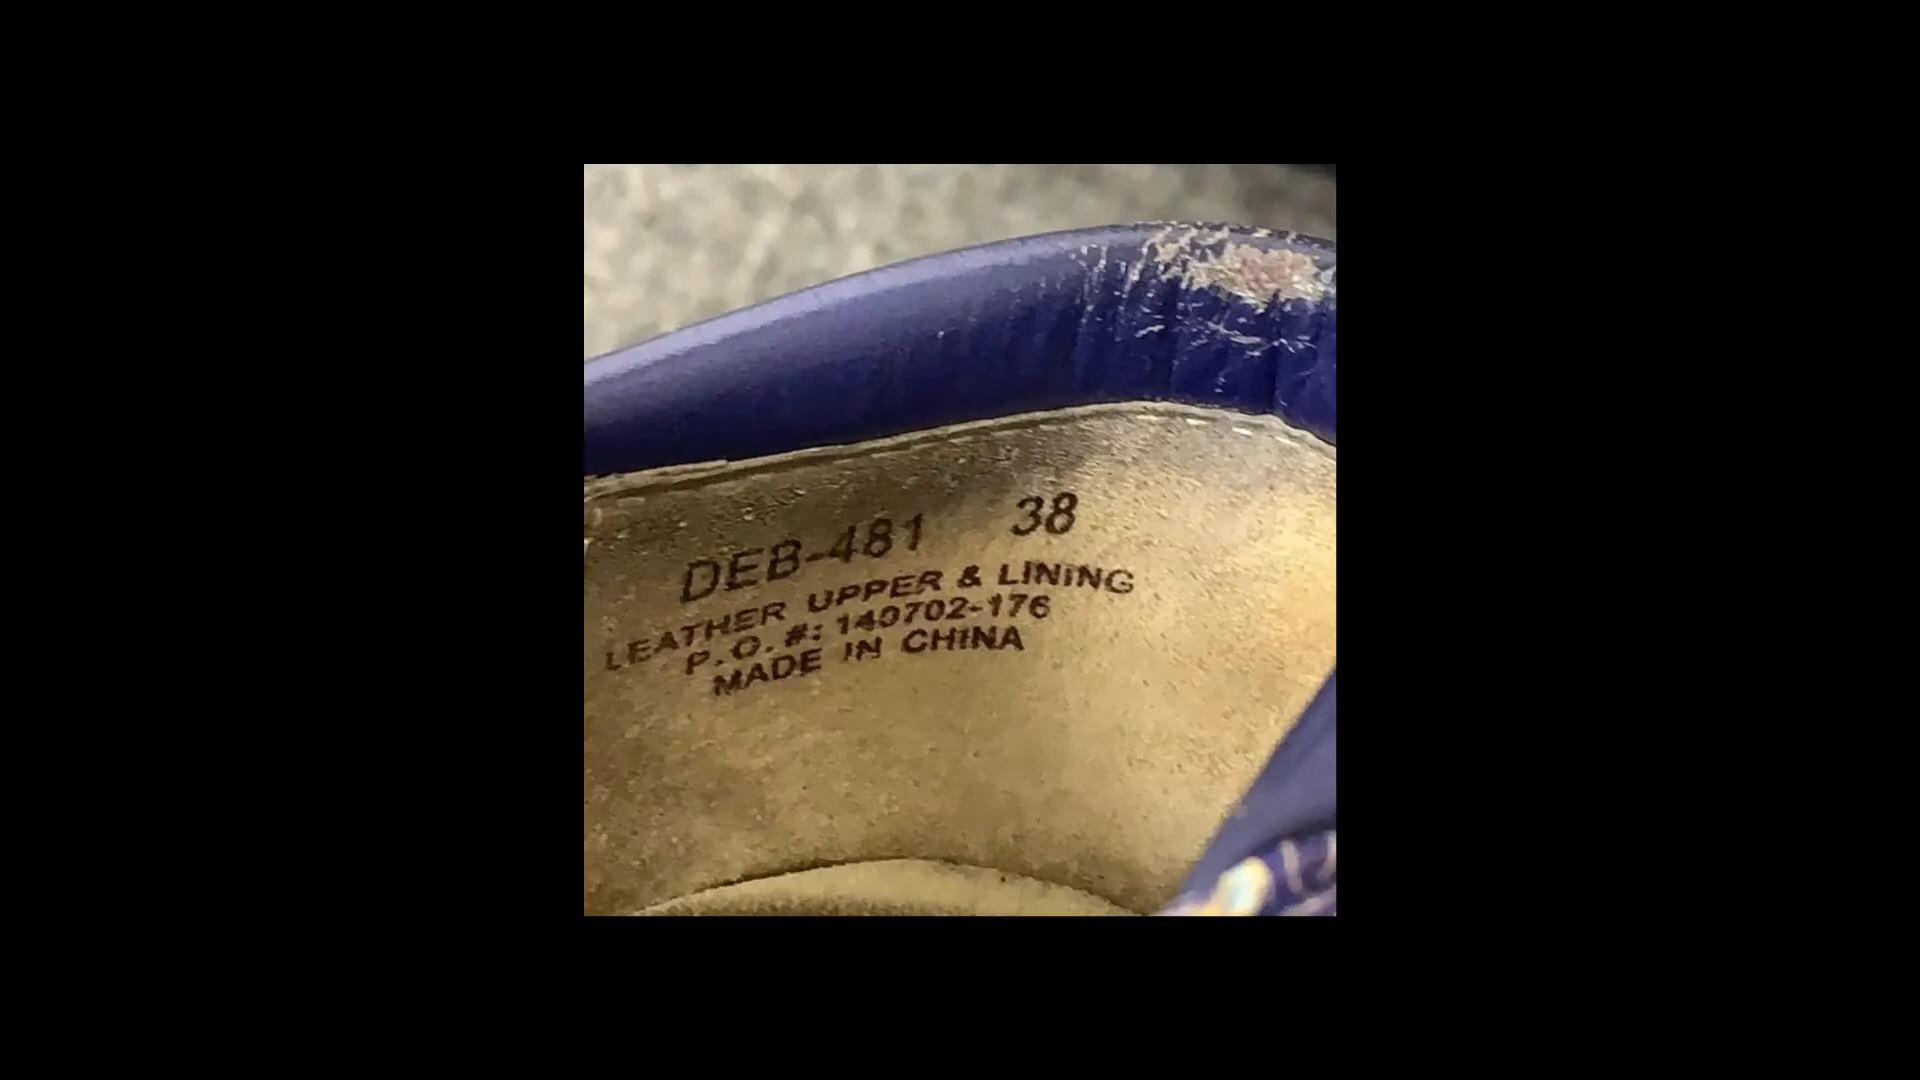 DEB-481 38
LEATHER UPPER & LINING
P.O.#: 140702-176
MADE IN CHINA